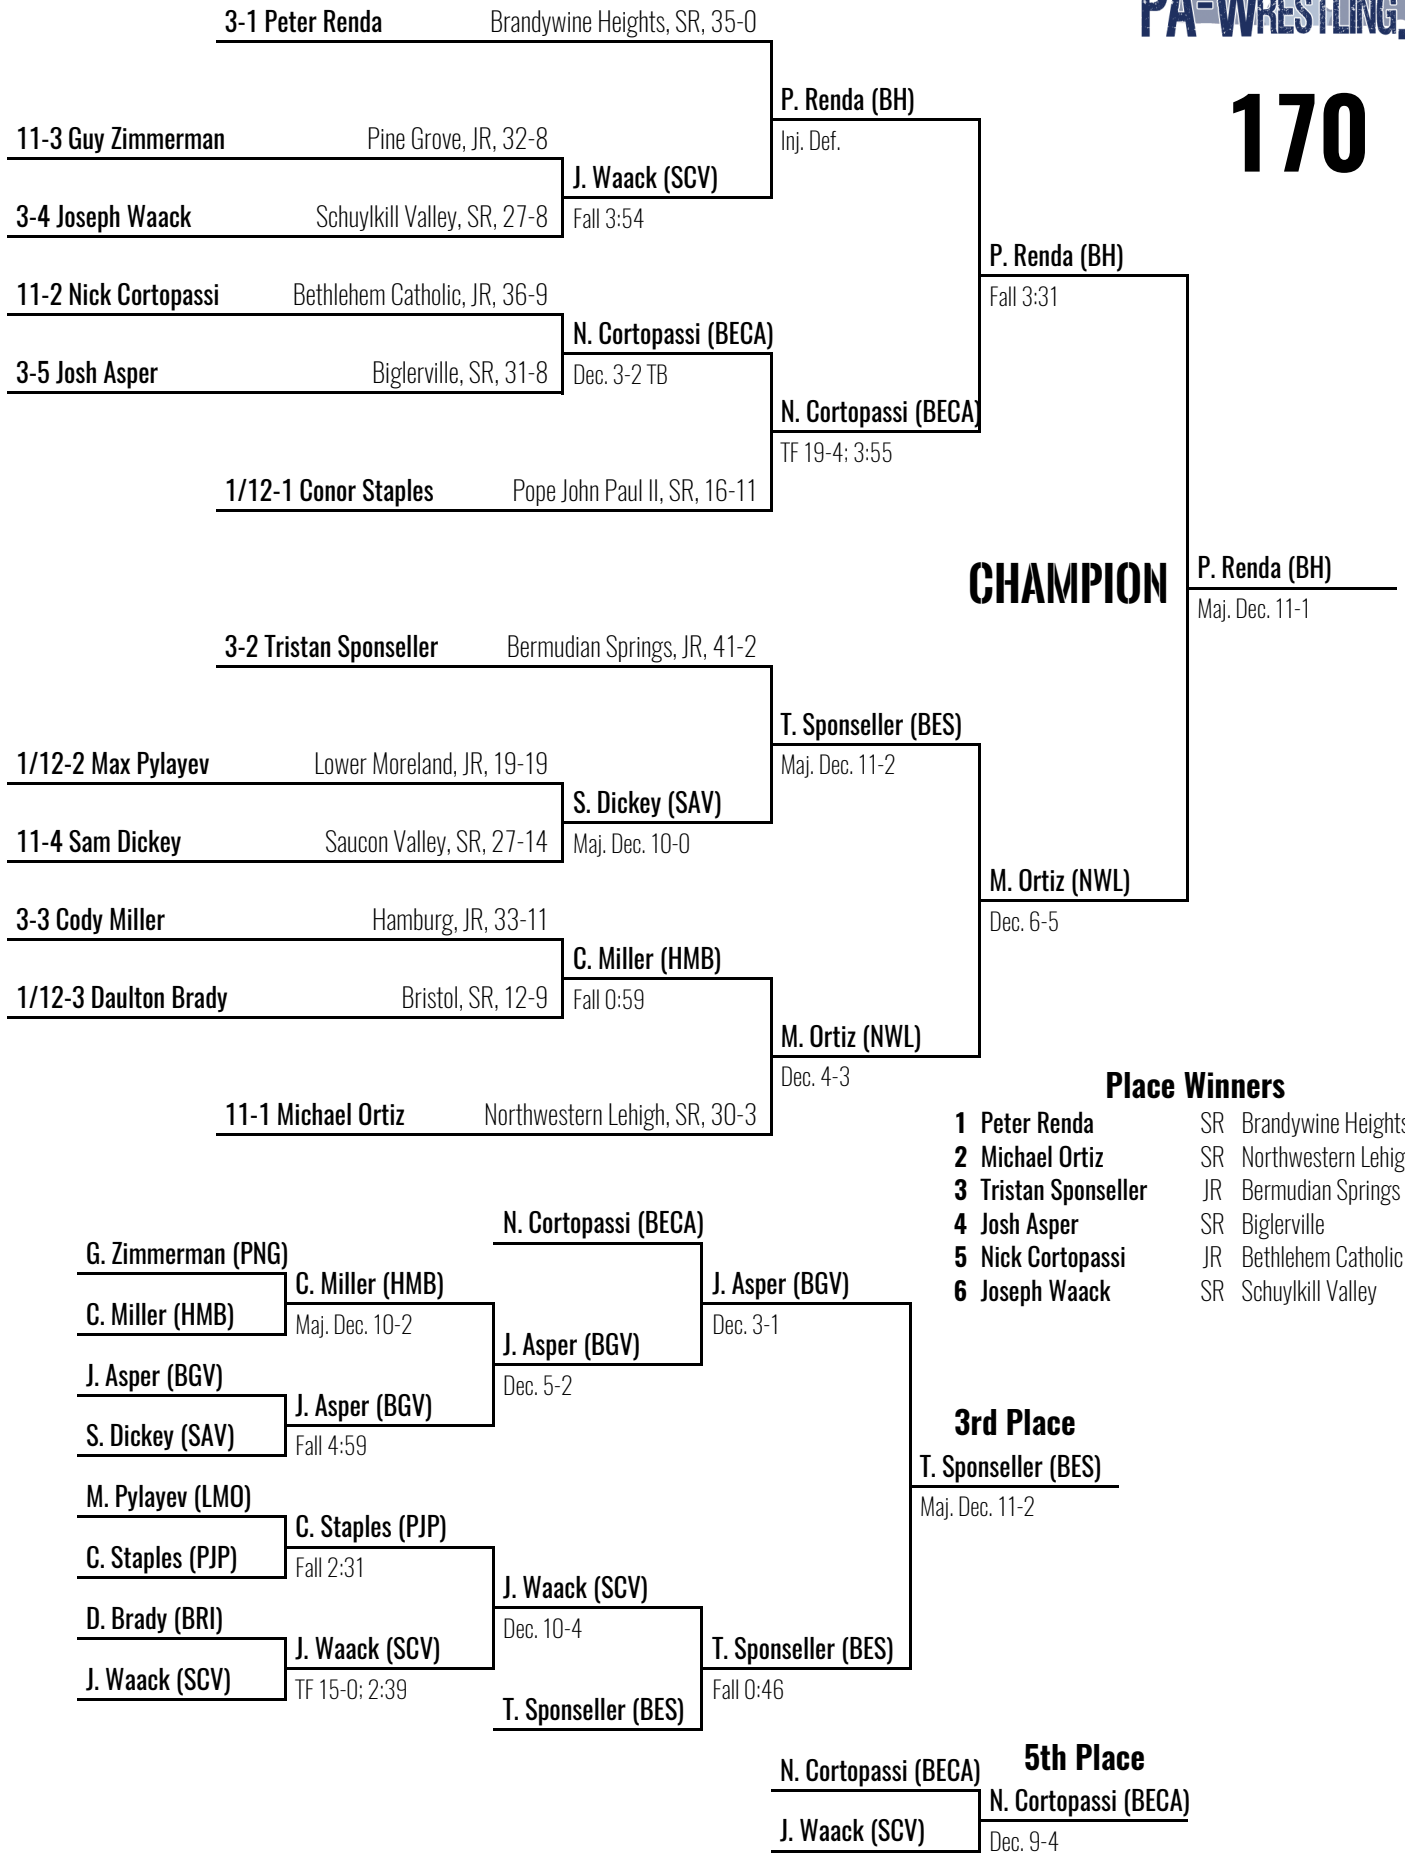 PA-WRESTLING.
170
3-1 Peter Renda Brandywine Heights, SR, 35-0
P. Renda (BH)
Inj. Def.
11-3 Guy Zimmerman Pine Grove, JR, 32-8
J. Waack (SCV)
Fall 3:54
3-4 Joseph Waack Schuylkill Valley, SR, 27-8
P. Renda (BH)
Fall 3:31
11-2 Nick Cortopassi Bethlehem Catholic, JR, 36-9
N. Cortopassi (BECA)
Dec. 3-2 TB
3-5 Josh Asper Biglerville, SR, 31-8
N. Cortopassi (BECA)
TF 19-4; 3:55
1/12-1 Conor Staples Pope John Paul II, SR, 16-11
CHAMPION
P. Renda (BH)
Maj. Dec. 11-1
3-2 Tristan Sponseller Bermudian Springs, JR, 41-2
T. Sponseller (BES)
Maj. Dec. 11-2
1/12-2 Max Pylayev Lower Moreland, JR, 19-19
S. Dickey (SAV)
Maj. Dec. 10-0
11-4 Sam Dickey Saucon Valley, SR, 27-14
M. Ortiz (NWL)
Dec. 6-5
3-3 Cody Miller Hamburg, JR, 33-11
C. Miller (HMB)
Fall 0:59
1/12-3 Daulton Brady Bristol, SR, 12-9
M. Ortiz (NWL)
Dec. 4-3
11-1 Michael Ortiz Northwestern Lehigh, SR, 30-3
Place Winners
1 Peter Renda SR Brandywine Heights
2 Michael Ortiz SR Northwestern Lehig
3 Tristan Sponseller JR Bermudian Springs
4 Josh Asper SR Biglerville
5 Nick Cortopassi JR Bethlehem Catholic
6 Joseph Waack SR Schuylkill Valley
N. Cortopassi (BECA)
G. Zimmerman (PNG)
C. Miller (HMB)
Maj. Dec. 10-2
C. Miller (HMB)
J. Asper (BGV)
Dec. 3-1
J. Asper (BGV)
Dec. 5-2
J. Asper (BGV)
J. Asper (BGV)
Fall 4:59
S. Dickey (SAV)
3rd Place
T. Sponseller (BES)
Maj. Dec. 11-2
M. Pylayev (LMO)
C. Staples (PJP)
Fall 2:31
C. Staples (PJP)
J. Waack (SCV)
Dec. 10-4
D. Brady (BRI)
J. Waack (SCV)
TF 15-0; 2:39
J. Waack (SCV)
T. Sponseller (BES)
Fall 0:46
T. Sponseller (BES)
5th Place
N. Cortopassi (BECA)
N. Cortopassi (BECA)
Dec. 9-4
J. Waack (SCV)